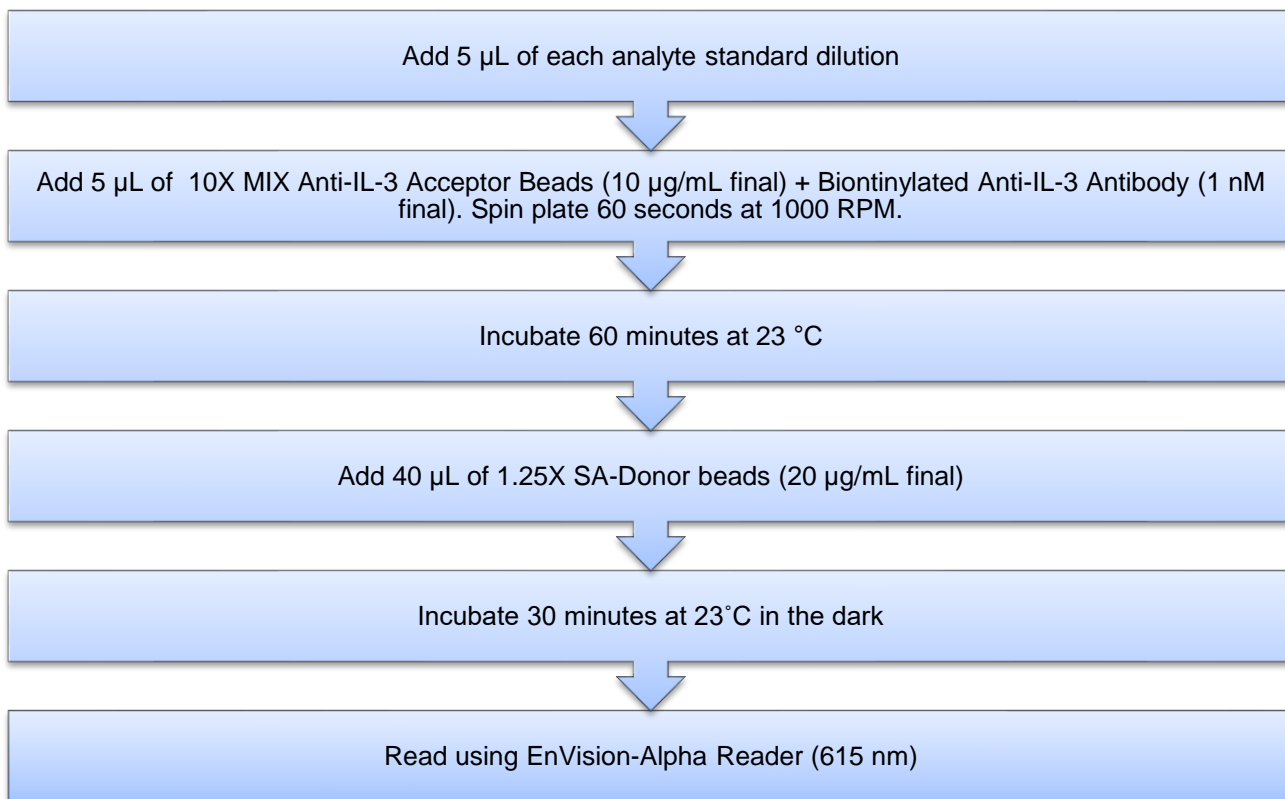 Add 5 µL of each analyte standard dilution
Add 5 µL of  10X MIX Anti-IL-3 Acceptor Beads (10 µg/mL final) + Biontinylated Anti-IL-3 Antibody (1 nM
final). Spin plate 60 seconds at 1000 RPM.
Incubate 60 minutes at 23 °C
Add 40 µL of 1.25X SA-Donor beads (20 µg/mL final)
Incubate 30 minutes at 23˚C in the dark
Read using EnVision-Alpha Reader (615 nm)